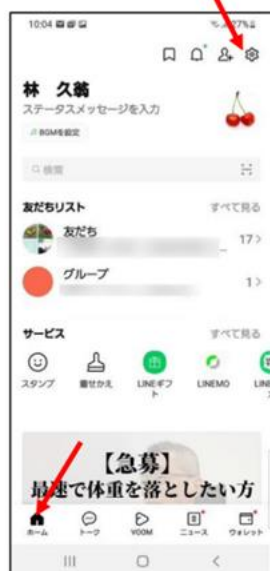 10:04
27%
林 久翁
ステータスメッセージを入力
BGMを設定
検索
友だちリスト すべて見る
友だち
17
グループ
1
サービス すべて見る
スタンプ 着せかえ LINEギフト LINEMO LINE
【急募】
最速で体重を落としたい方
ホーム トーク VOOM ニュース ウォレット